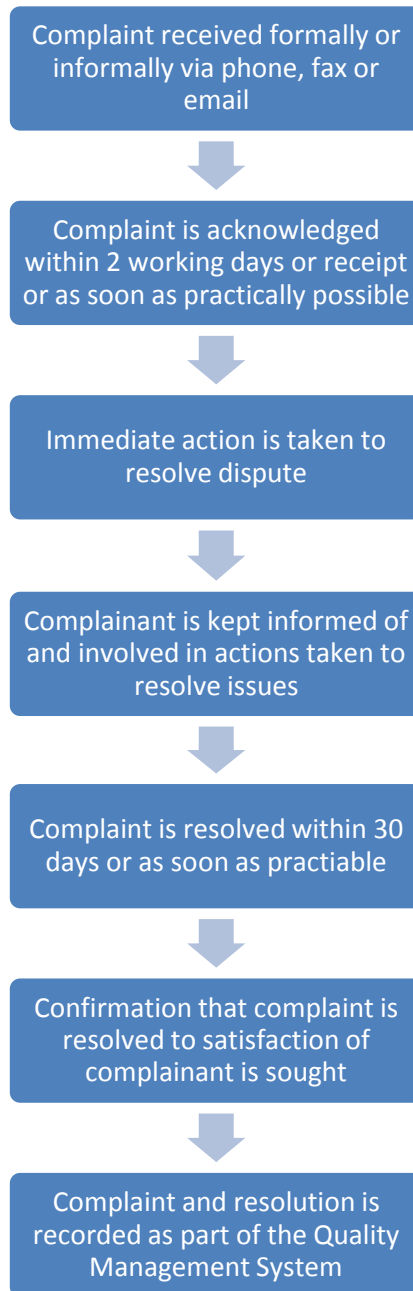 Complaint received formally or
informally via phone, fax or
email
Complaint is acknowledged
within 2 working days or receipt
or as soon as practically possible
Immediate action is taken to
resolve dispute
Complainant is kept informed of
and involved in actions taken to
resolve issues
Complaint is resolved within 30
days or as soon as practiable
Confirmation that complaint is
resolved to satisfaction of
complainant is sought
Complaint and resolution is
recorded as part of the Quality
Management System